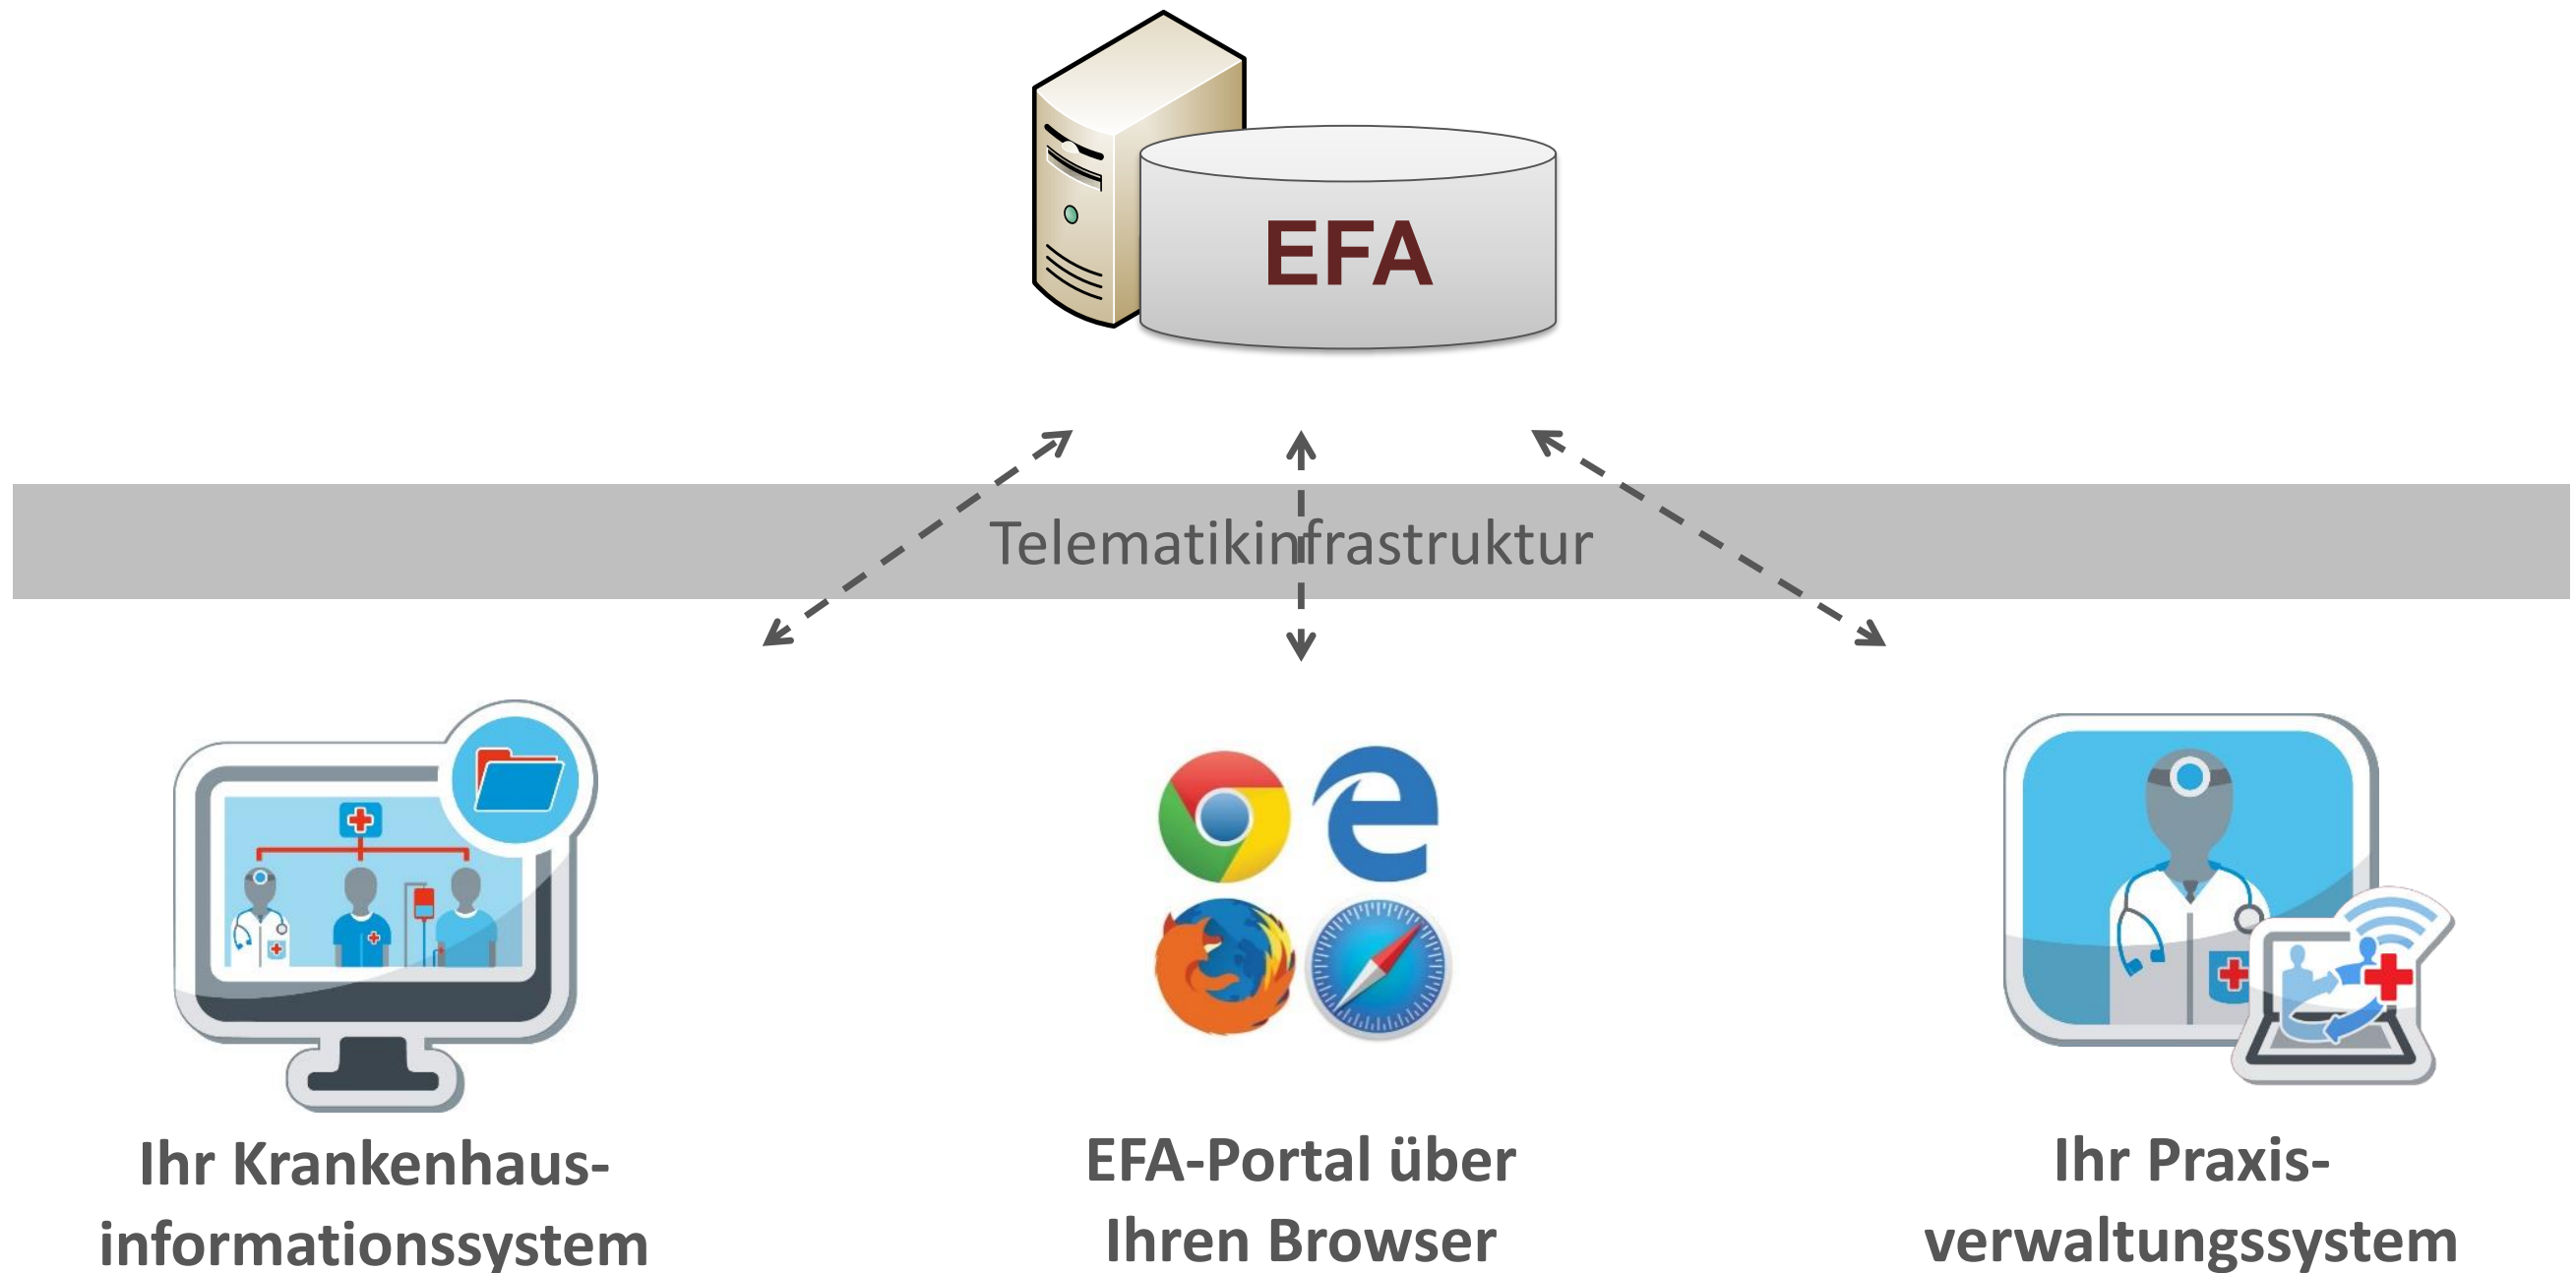 EFA
Telematikinfrastruktur
Ihr Krankenhaus-
informationssystem
EFA-Portal über
Ihren Browser
Ihr Praxis-
verwaltungssystem